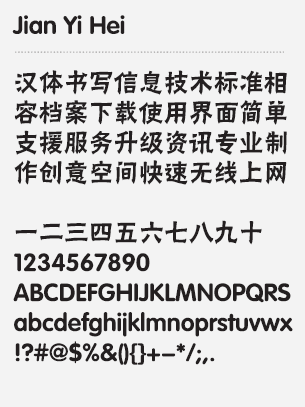 Jian Yi Hei
汉体书写信息技术标准相
容档案下载使用界面简单
支援服务升级资讯专业制
作创意空间快速无线上网
一二三四五六七八九十
1234567890
ABCDEFGHIJKLMNOPQRS
abcdefghijklmnopqrstuvwx
!?#@$%&(){}+−*/;,.